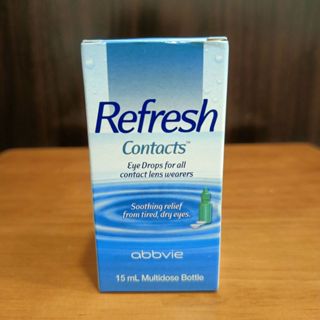 Refresh
Contacts™
Eye Drops for all
contact lens wearers
Soothing relief
from tired, dry eyes.
abbvie
15 mL Multidose Bottle